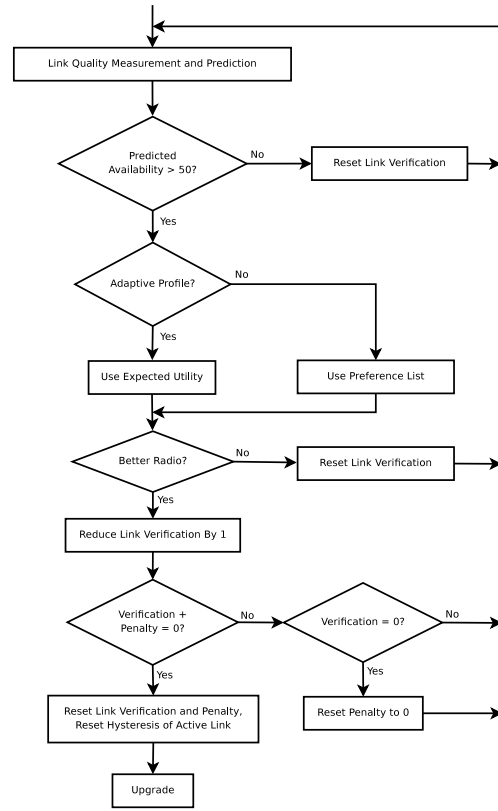 Link Quality Measurement and Prediction
Predicted
Availability > 50?
No
Reset Link Verification
Yes
Adaptive Profile?
No
Yes
Use Expected Utility
Use Preference List
Better Radio?
No
Reset Link Verification
Yes
Reduce Link Verification By 1
Verification +
Penalty = 0?
No
Verification = 0?
No
Yes
Yes
Reset Link Verification and Penalty,
Reset Hysteresis of Active Link
Reset Penalty to 0
Upgrade